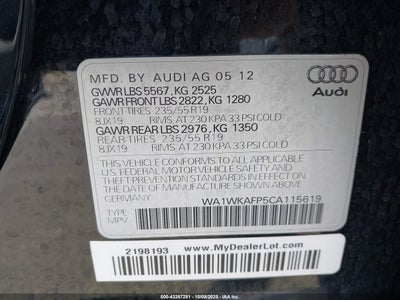 MFD. BY AUDI AG 05 12
GVWR LBS 5567, KG 2525
GAWR FRONT LBS 2822, KG 1280
FRONT TIRES 235/55 R19
8JX19 RIMS, AT 230 KPA 33 PSI COLD
GAWR REAR LBS 2976, KG 1350
REAR TIRES 235/55 R19
8JX19 RIMS, AT 230 KPA 33 PSI COLD
THIS VEHICLE CONFORMS TO ALL APPLICABLE
U.S. FEDERAL MOTOR VEHICLE SAFETY AND
THEFT PREVENTION STANDARDS IN EFFECT ON
THE DATE OF MANUFACTURE SHOWN ABOVE.
GERMANY
WA1WKAFP5CA115619
TYPE:
MPV
Audi
2198193
www.
MyDealerLot.com
000-43387281 - 10/09/2025 - ©IAA, Inc.